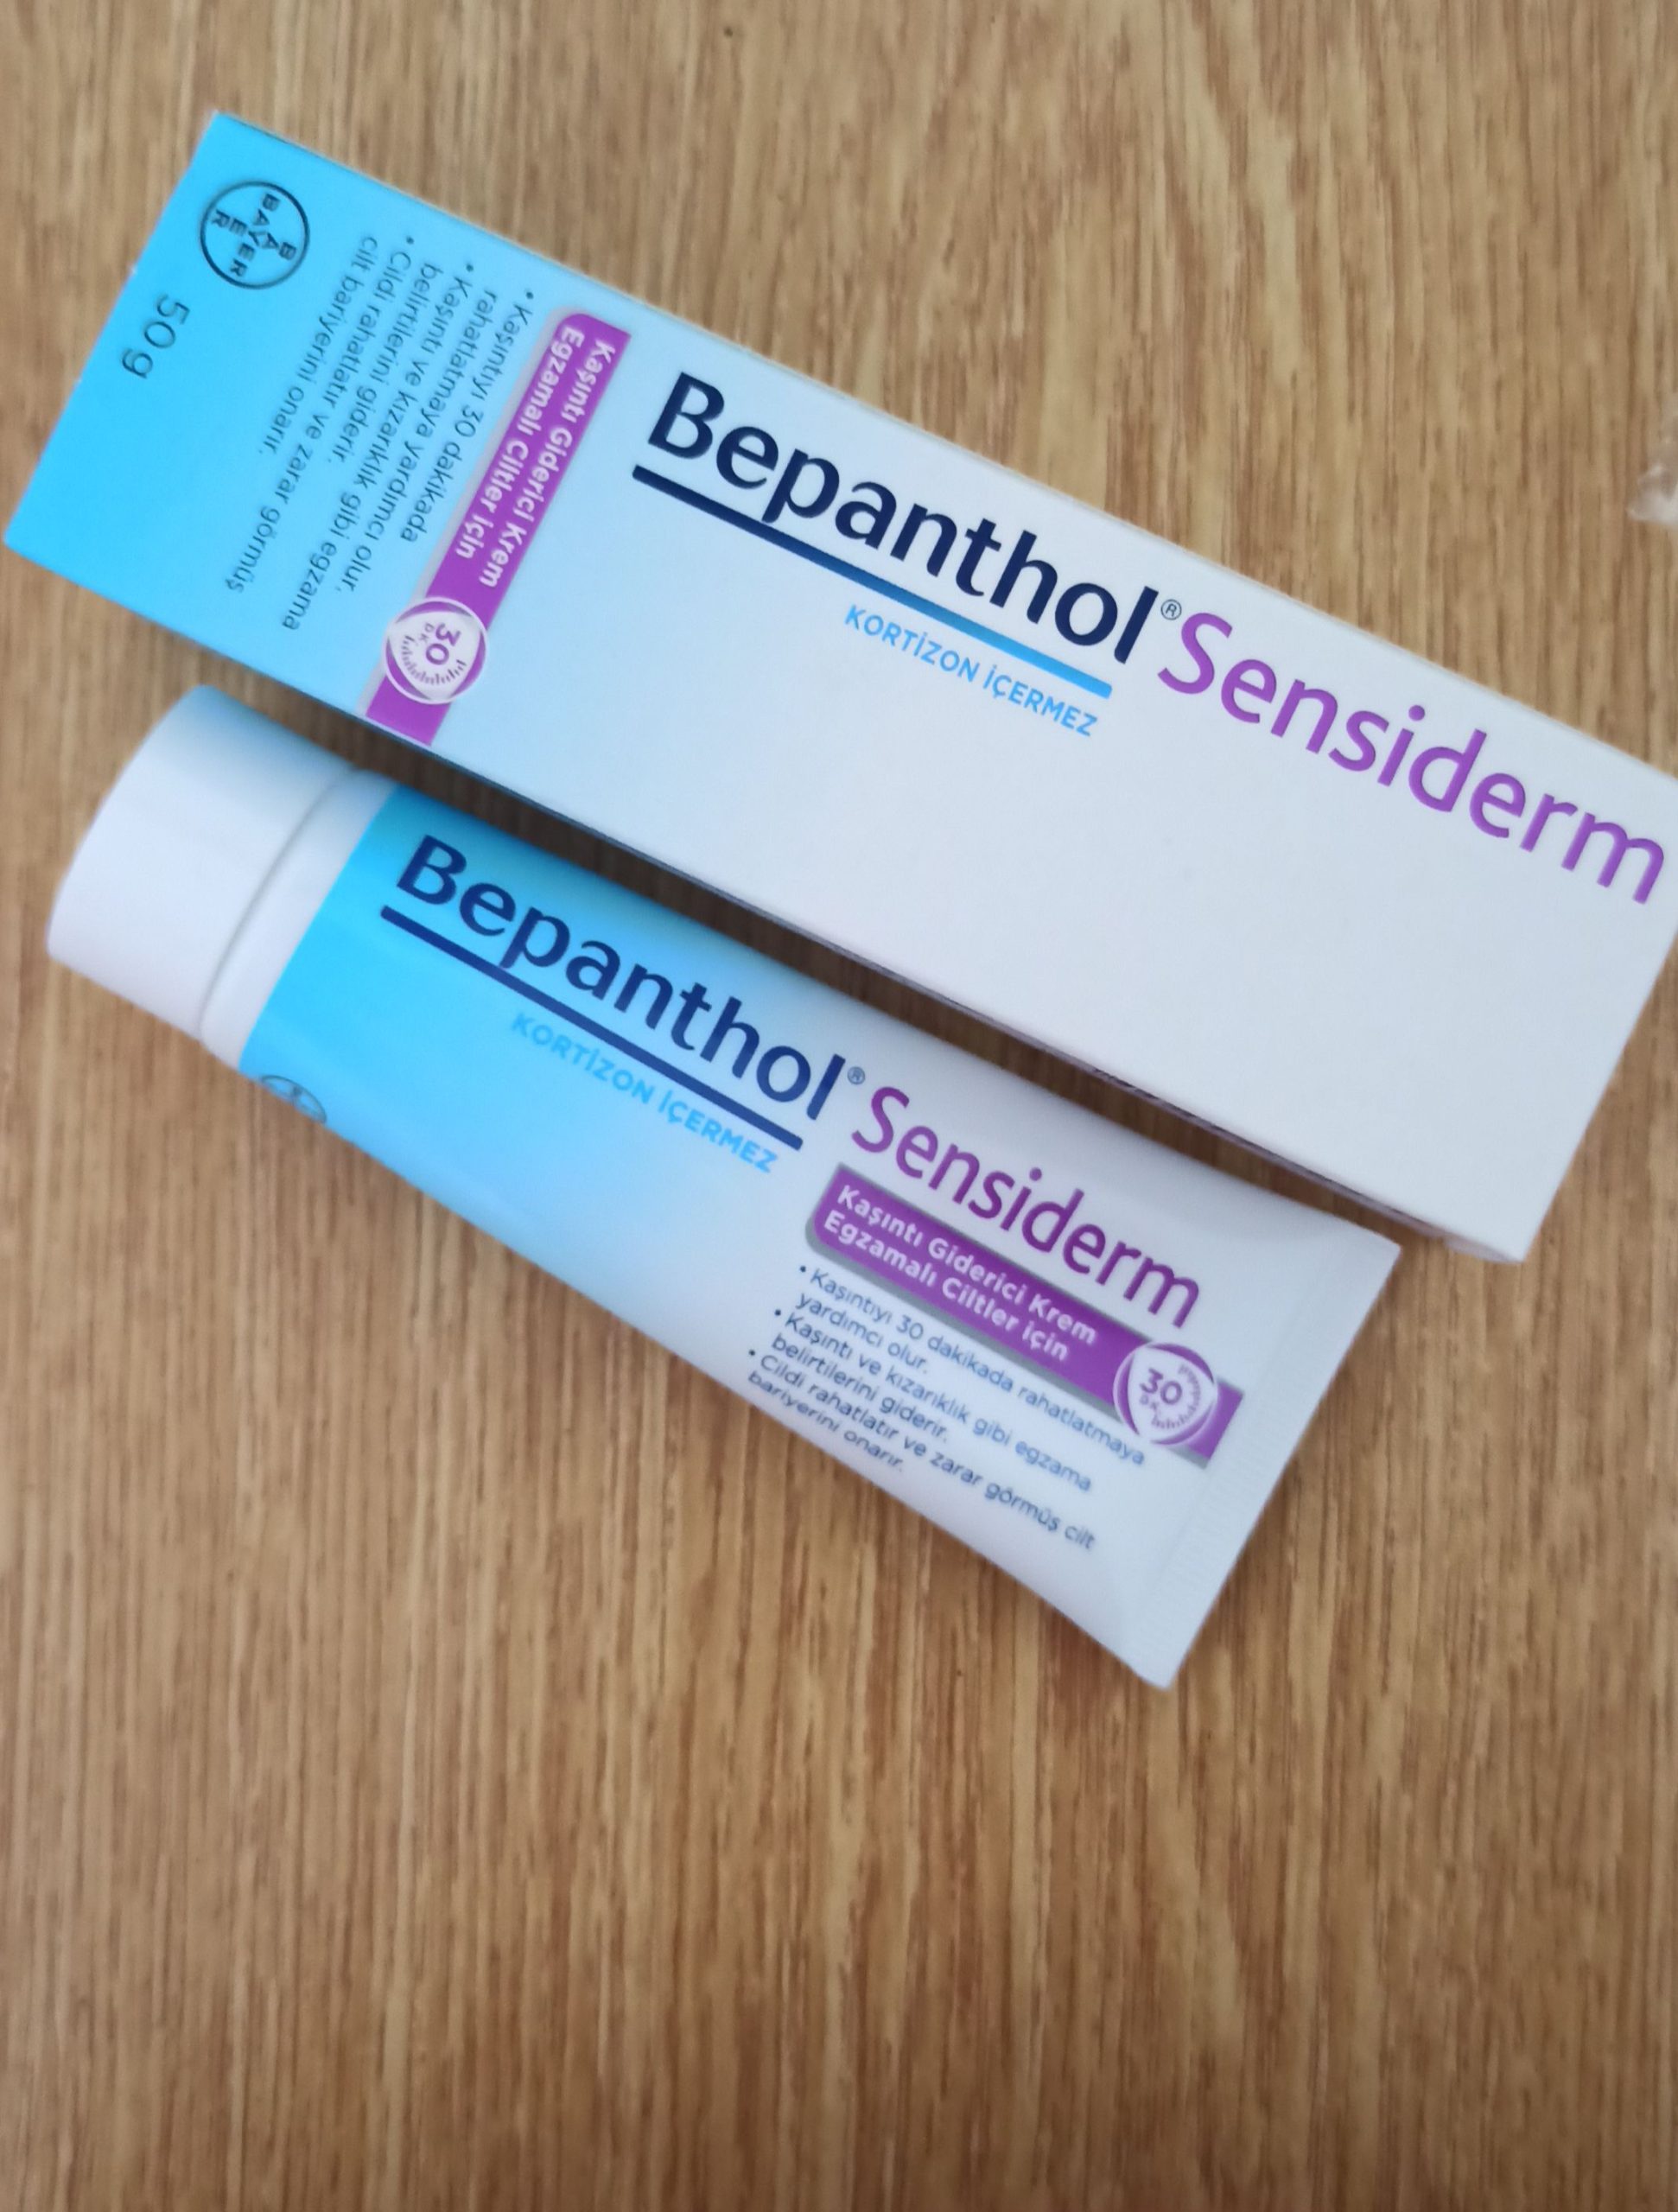 Bepanthol® Sensiderm
KORTİZON İÇERMEZ
Kaşıntı Giderici Krem
Egzamalı Ciltler İçin
30
DK.
• Kaşıntıyı 30 dakikada
rahatlatmaya yardımcı olur.
• Kaşıntı ve kızarıklık gibi egzama
belirtilerini giderir.
• Cildi rahatlatır ve zarar görmüş
cilt bariyerini onarır.
BAYER
BAYER
50g
Bepanthol® Sensiderm
KORTİZON İÇERMEZ
Kaşıntı Giderici Krem
Egzamalı Ciltler İçin
30
DK.
• Kaşıntıyı 30 dakikada rahatlatmaya
yardımcı olur.
• Kaşıntı ve kızarıklık gibi egzama
belirtilerini giderir.
• Cildi rahatlatır ve zarar görmüş cilt
bariyerini onarır.